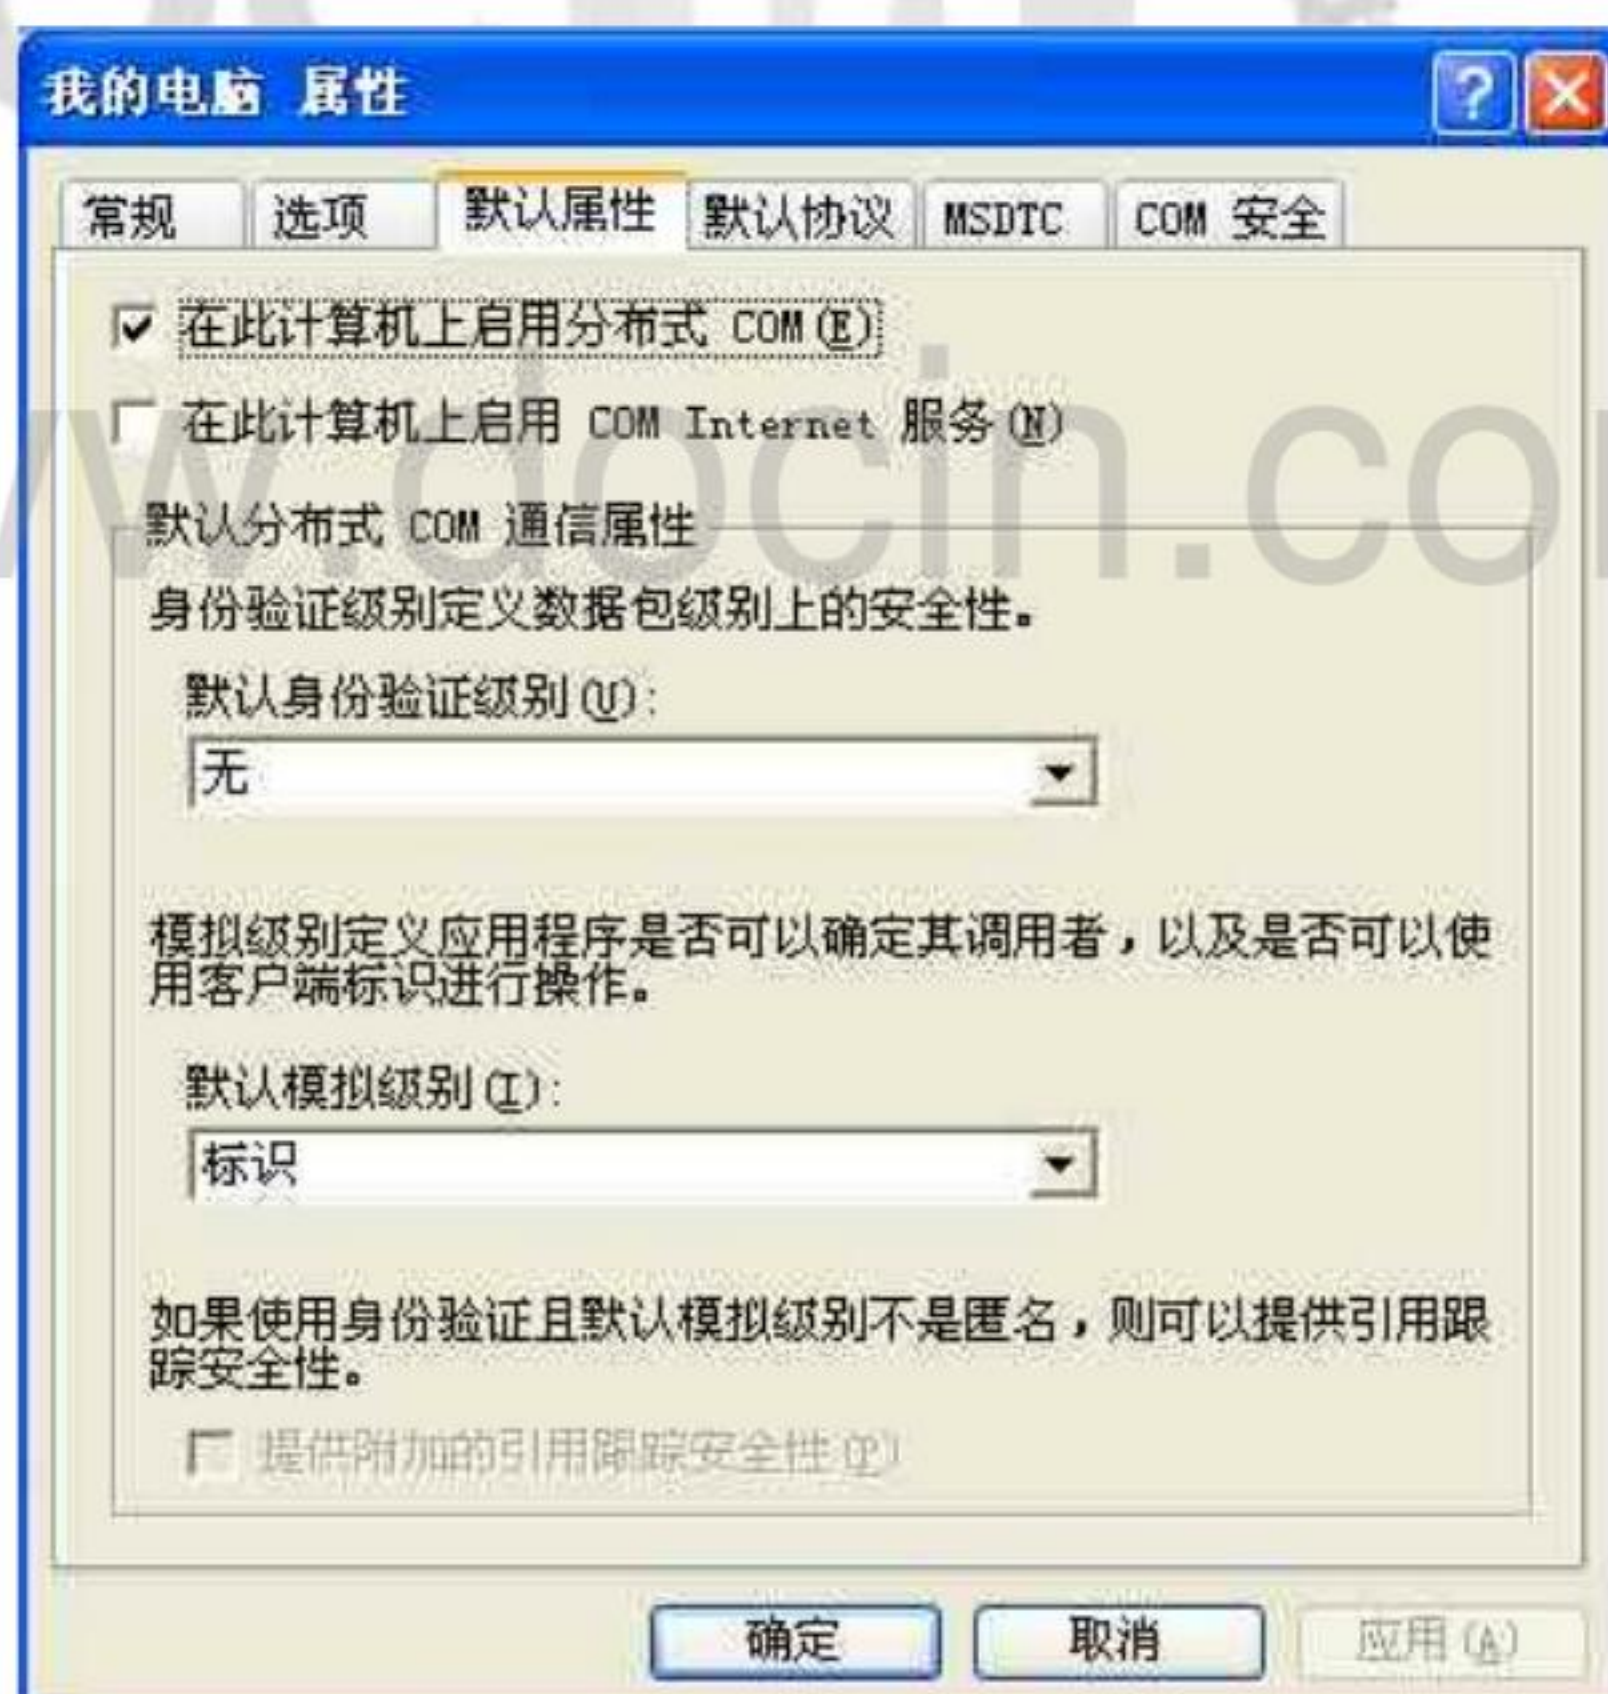 我的电脑 属性
常规 选项 默认属性 默认协议 MSDTC COM 安全
在此计算机上启用分布式 COM(E)
在此计算机上启用 COM Internet 服务(N)
www.docin.com
默认分布式 COM 通信属性
身份验证级别定义数据包级别上的安全性。
默认身份验证级别(U):
无
模拟级别定义应用程序是否可以确定其调用者，以及是否可以使
用客户端标识进行操作。
默认模拟级别(I):
标识
如果使用身份验证且默认模拟级别不是匿名，则可以提供引用跟
踪安全性。
提供附加的引用跟踪安全性(P)
确定 取消 应用(A)